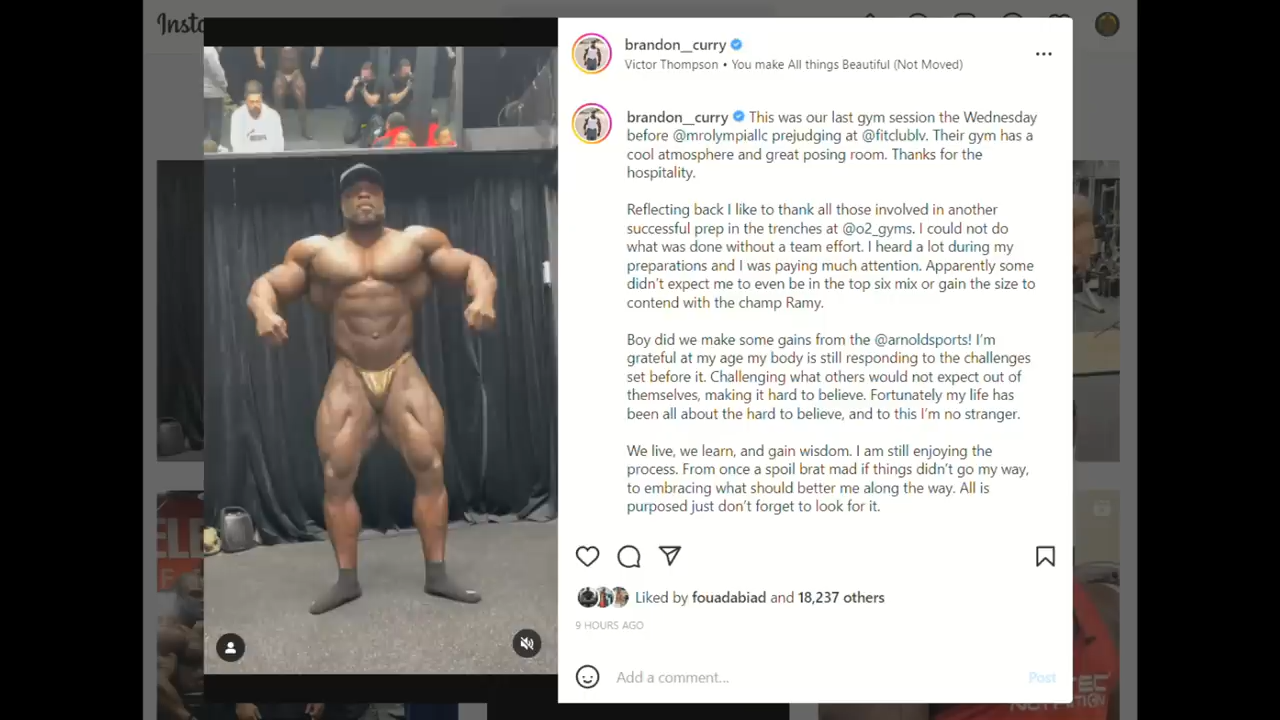 Insta
brandon__curry
Victor Thompson • You make All things Beautiful (Not Moved)
brandon__curry This was our last gym session the Wednesday
before @mrolympiallc prejudging at @fitclublv. Their gym has a
cool atmosphere and great posing room. Thanks for the
hospitality.
Reflecting back I like to thank all those involved in another
successful prep in the trenches at @o2_gyms. I could not do
what was done without a team effort. I heard a lot during my
preparations and I was paying much attention. Apparently some
didn’t expect me to even be in the top six mix or gain the size to
contend with the champ Ramy.
Boy did we make some gains from the @arnoldsports! I’m
grateful at my age my body is still responding to the challenges
set before it. Challenging what others would not expect out of
themselves, making it hard to believe. Fortunately my life has
been all about the hard to believe, and to this I’m no stranger.
We live, we learn, and gain wisdom. I am still enjoying the
process. From once a spoil brat mad if things didn’t go my way,
to embracing what should better me along the way. All is
purposed just don’t forget to look for it.
Liked by fouadabiad and 18,237 others
9 HOURS AGO
Add a comment...
Post